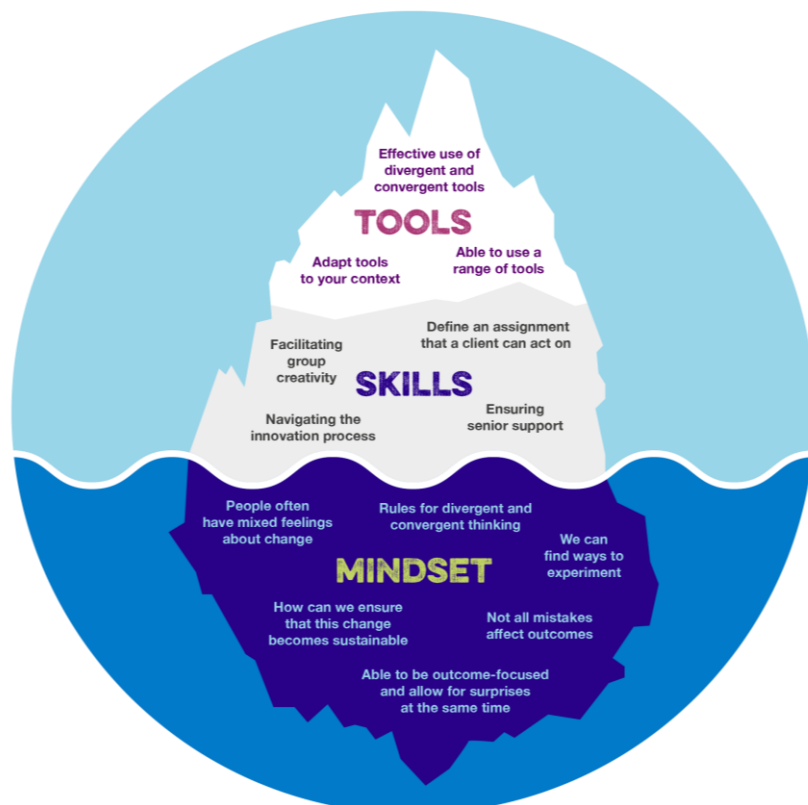 Effective use of
divergent and
convergent tools
TOOLS
Adapt tools
to your context
Able to use a
range of tools
Facilitating
group
creativity
Define an assignment
that a client can act on
SKILLS
Navigating the
innovation process
Ensuring
senior support
People often
have mixed feelings
about change
Rules for divergent and
convergent thinking
We can
find ways to
experiment
MINDSET
How can we ensure
that this change
becomes sustainable
Not all mistakes
affect outcomes
Able to be outcome-focused
and allow for surprises
at the same time